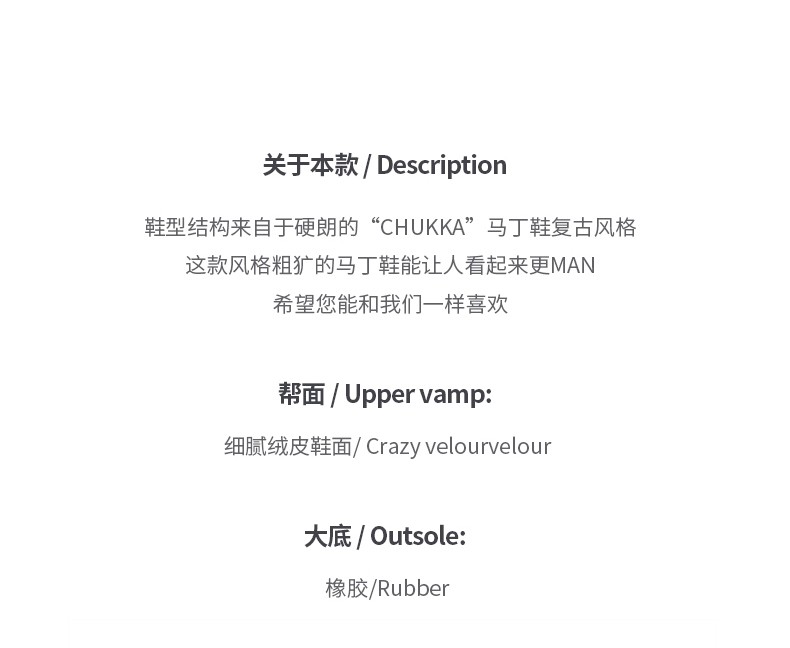 关于本款 / Description
鞋型结构来自于硬朗的“CHUKKA”马丁鞋复古风格
这款风格粗犷的马丁鞋能让人看起来更MAN
希望您能和我们一样喜欢
帮面 / Upper vamp:
细腻绒皮鞋面/ Crazy velourvelour
大底 / Outsole:
橡胶/Rubber